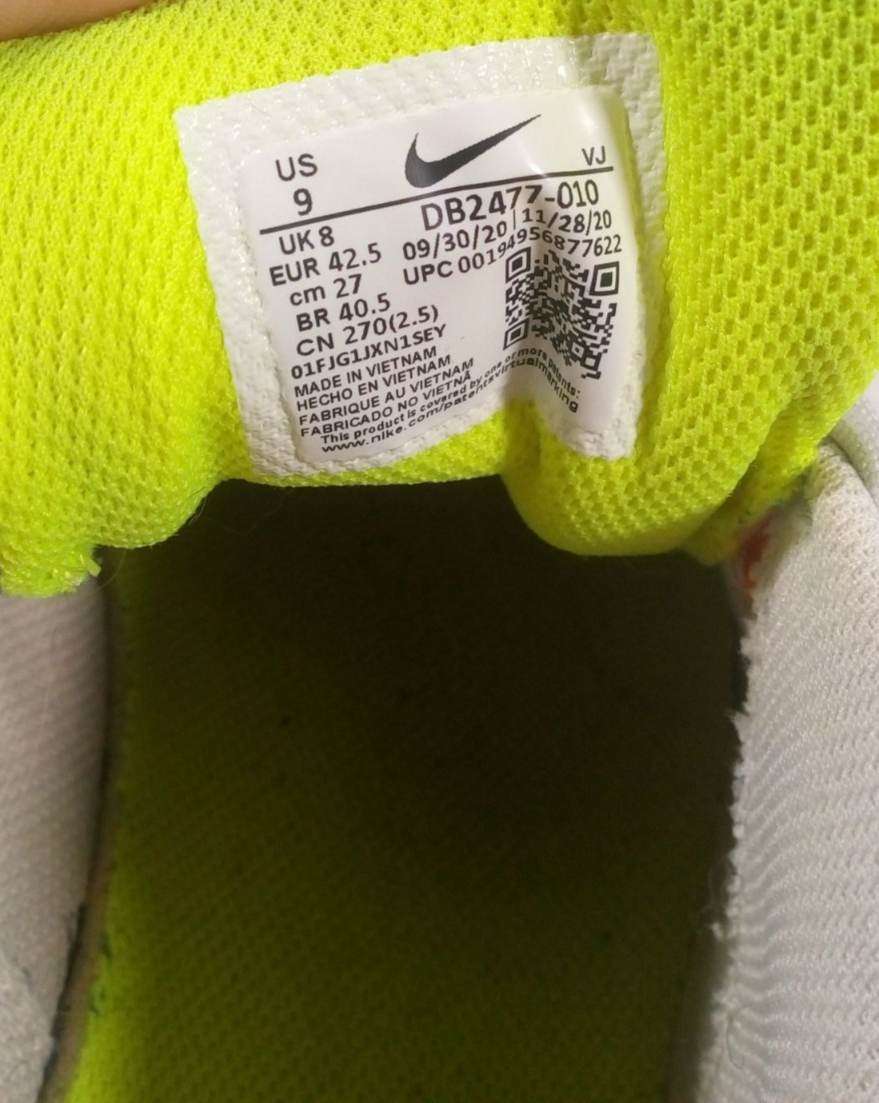 US
9
VJ
UK 8
EUR 42.5
cm 27
BR 40.5
CN 270(2.5)
DB2477-010
09/30/20 | 11/28/20
UPC 00194956877622
01FJG1JXN1SEY
MADE IN VIETNAM
HECHO EN VIETNAM
FABRIQUE AU VIETNAM
FABRICADO NO VIETNÃ
This product is covered by one or more patents:
www.nike.com/patentsvirtualmarking